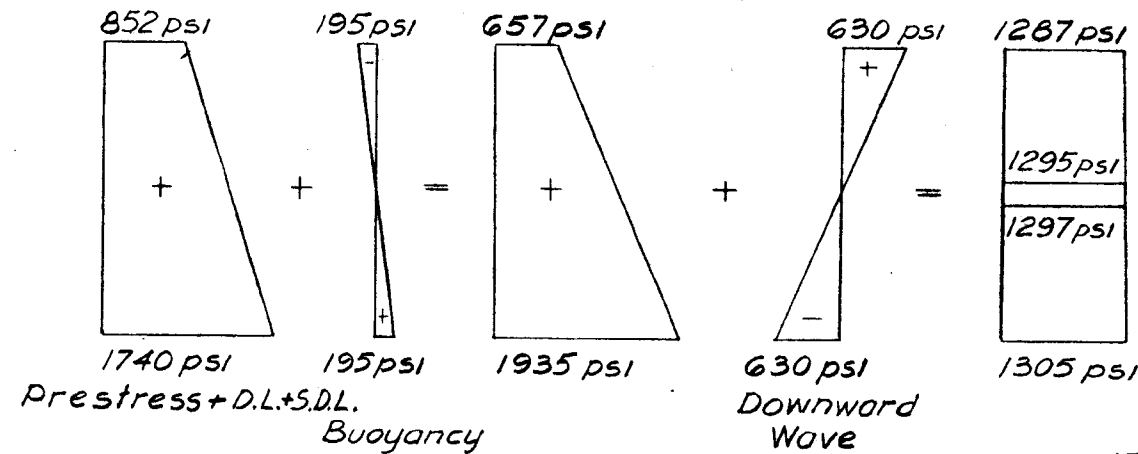 852 psi 195 psi 657 psi 630 psi 1287 psi
- +
1295 psi
+ + = + + =
1297 psi
+ -
1740 psi 195 psi 1935 psi 630 psi 1305 psi
Prestress + D.L.+S.D.L. Downward
Buoyancy Wave